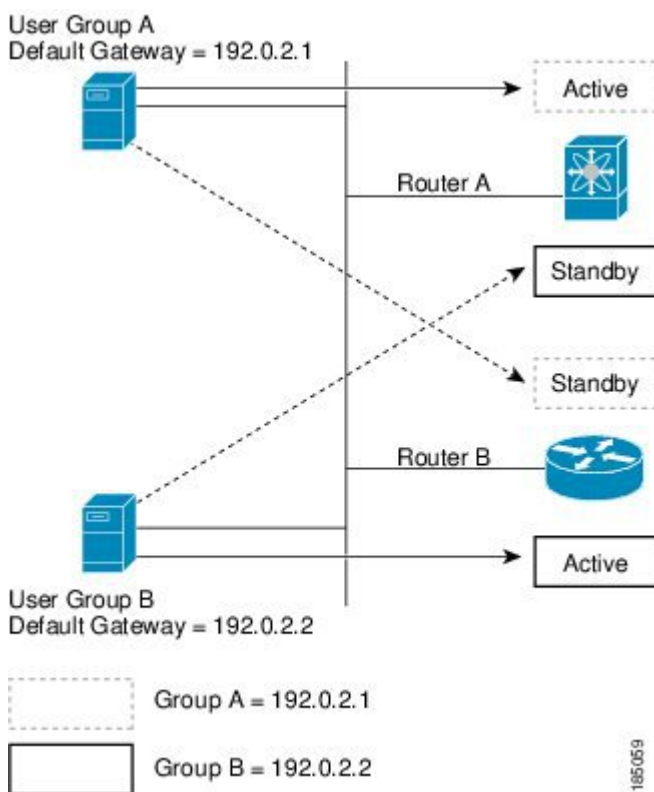 User Group A
Default Gateway = 192.0.2.1
Active
Router A
Standby
Standby
Router B
Active
User Group B
Default Gateway = 192.0.2.2
Group A = 192.0.2.1
Group B = 192.0.2.2
185059